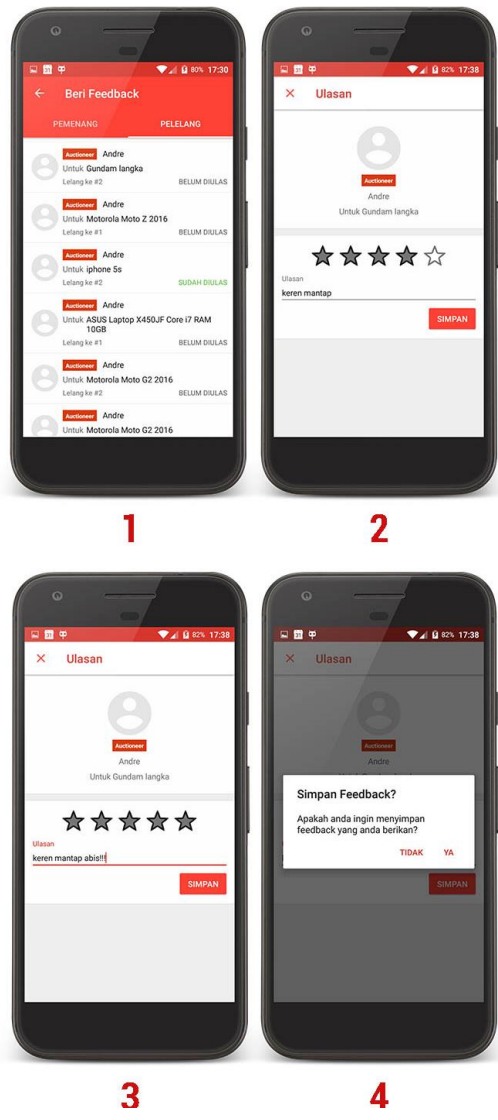 80% 17:30
Beri Feedback
PEMENANG PELELANG
Auctioneer Andre
Untuk Gundam langka
Lelang ke #2 BELUM DIULAS
Auctioneer Andre
Untuk Motorola Moto Z 2016
Lelang ke #1 BELUM DIULAS
Auctioneer Andre
Untuk iphone 5s
Lelang ke #2 SUDAH DIULAS
Auctioneer Andre
Untuk ASUS Laptop X450JF Core i7 RAM
10GB
Lelang ke #1 BELUM DIULAS
Auctioneer Andre
Untuk Motorola Moto G2 2016
Lelang ke #2 BELUM DIULAS
Auctioneer Andre
Untuk Motorola Moto G2 2016
1
82% 17:38
Ulasan
Auctioneer
Andre
Untuk Gundam langka
Ulasan
keren mantap
SIMPAN
2
82% 17:38
Ulasan
Auctioneer
Andre
Untuk Gundam langka
Ulasan
keren mantap abis!!!
SIMPAN
3
82% 17:38
Ulasan
Auctioneer
Andre
Simpan Feedback?
Apakah anda ingin menyimpan
feedback yang anda berikan?
TIDAK YA
SIMPAN
4